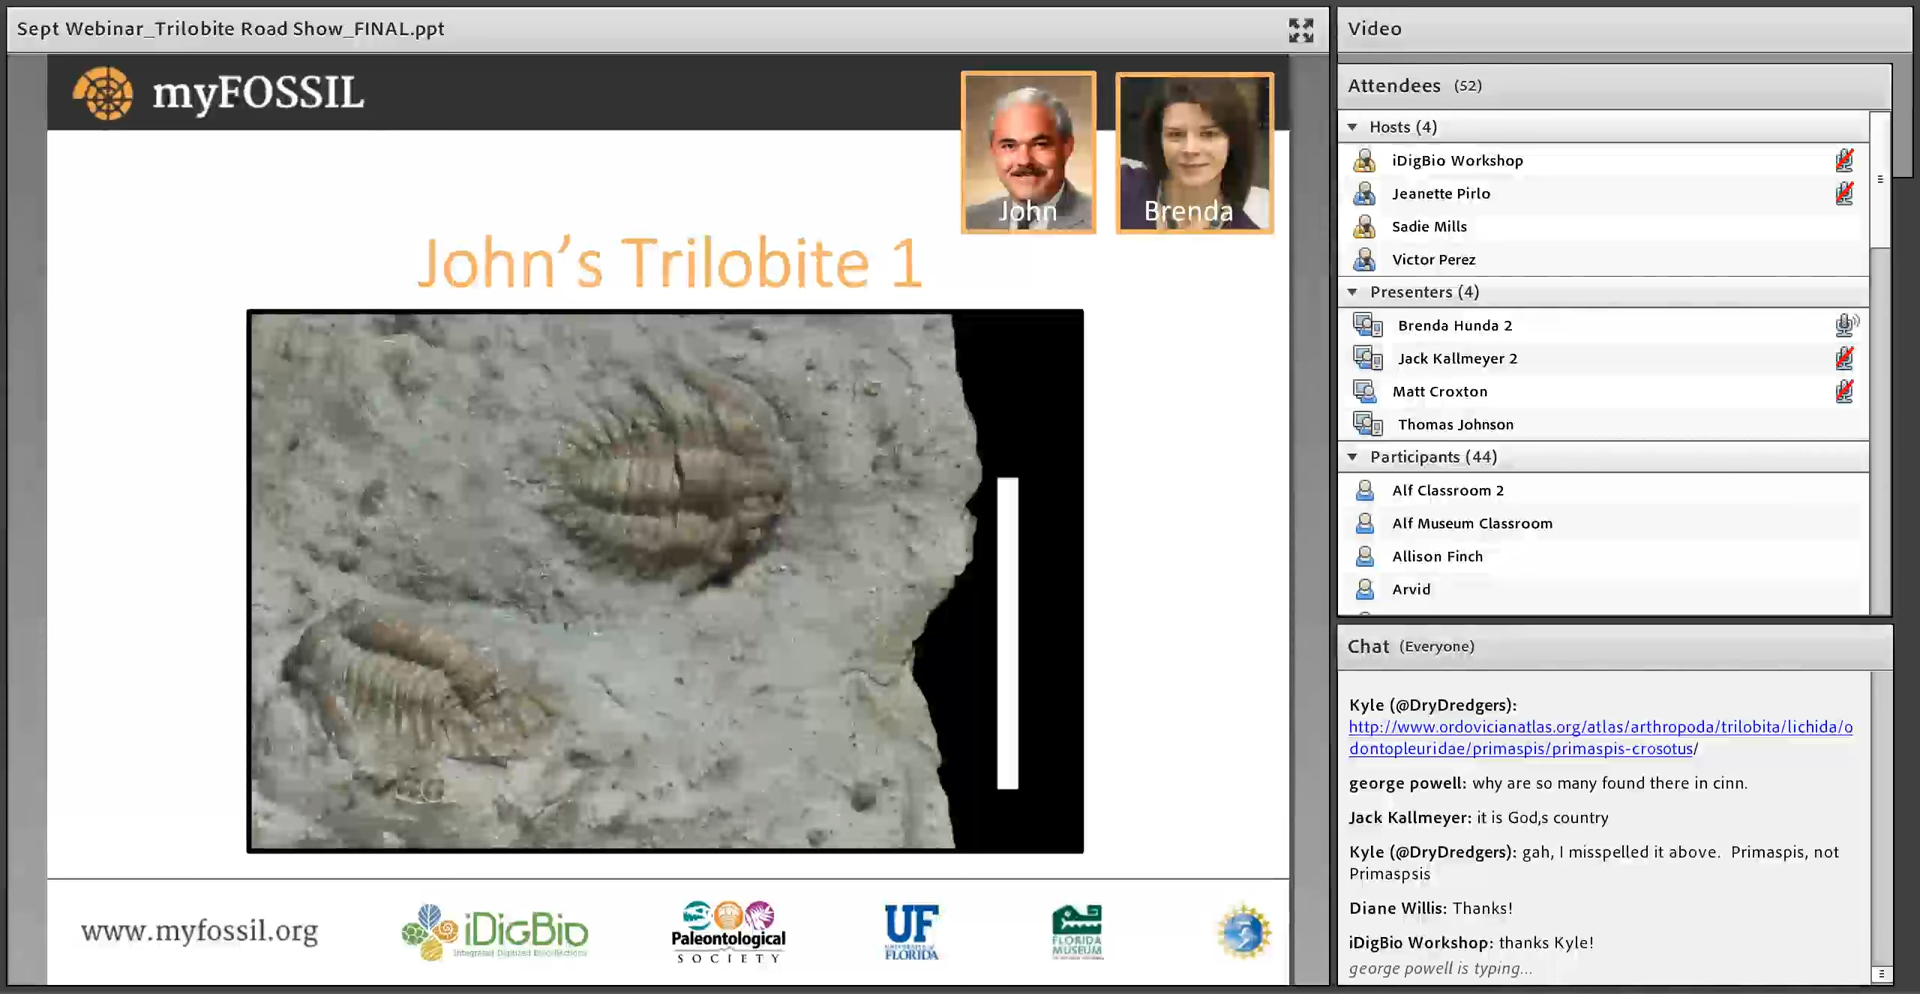 Sept Webinar_Trilobite Road Show_FINAL.ppt
myFOSSIL
John
Brenda
John's Trilobite 1
www.myfossil.org
iDigBio
Integrated Digitized Biocollections
Paleontological
SOCIETY
UF
UNIVERSITY of
FLORIDA
FLORIDA
MUSEUM
Video
Attendees (52)
Hosts (4)
iDigBio Workshop
Jeanette Pirlo
Sadie Mills
Victor Perez
Presenters (4)
Brenda Hunda 2
Jack Kallmeyer 2
Matt Croxton
Thomas Johnson
Participants (44)
Alf Classroom 2
Alf Museum Classroom
Allison Finch
Arvid
Chat (Everyone)
Kyle (@DryDredgers):
http://www.ordovicianatlas.org/atlas/arthropoda/trilobita/lichida/o
dontopleuridae/primaspis/primaspis-crosotus/
george powell: why are so many found there in cinn.
Jack Kallmeyer: it is God,s country
Kyle (@DryDredgers): gah, I misspelled it above. Primaspis, not
Primaspsis
Diane Willis: Thanks!
iDigBio Workshop: thanks Kyle!
george powell is typing...